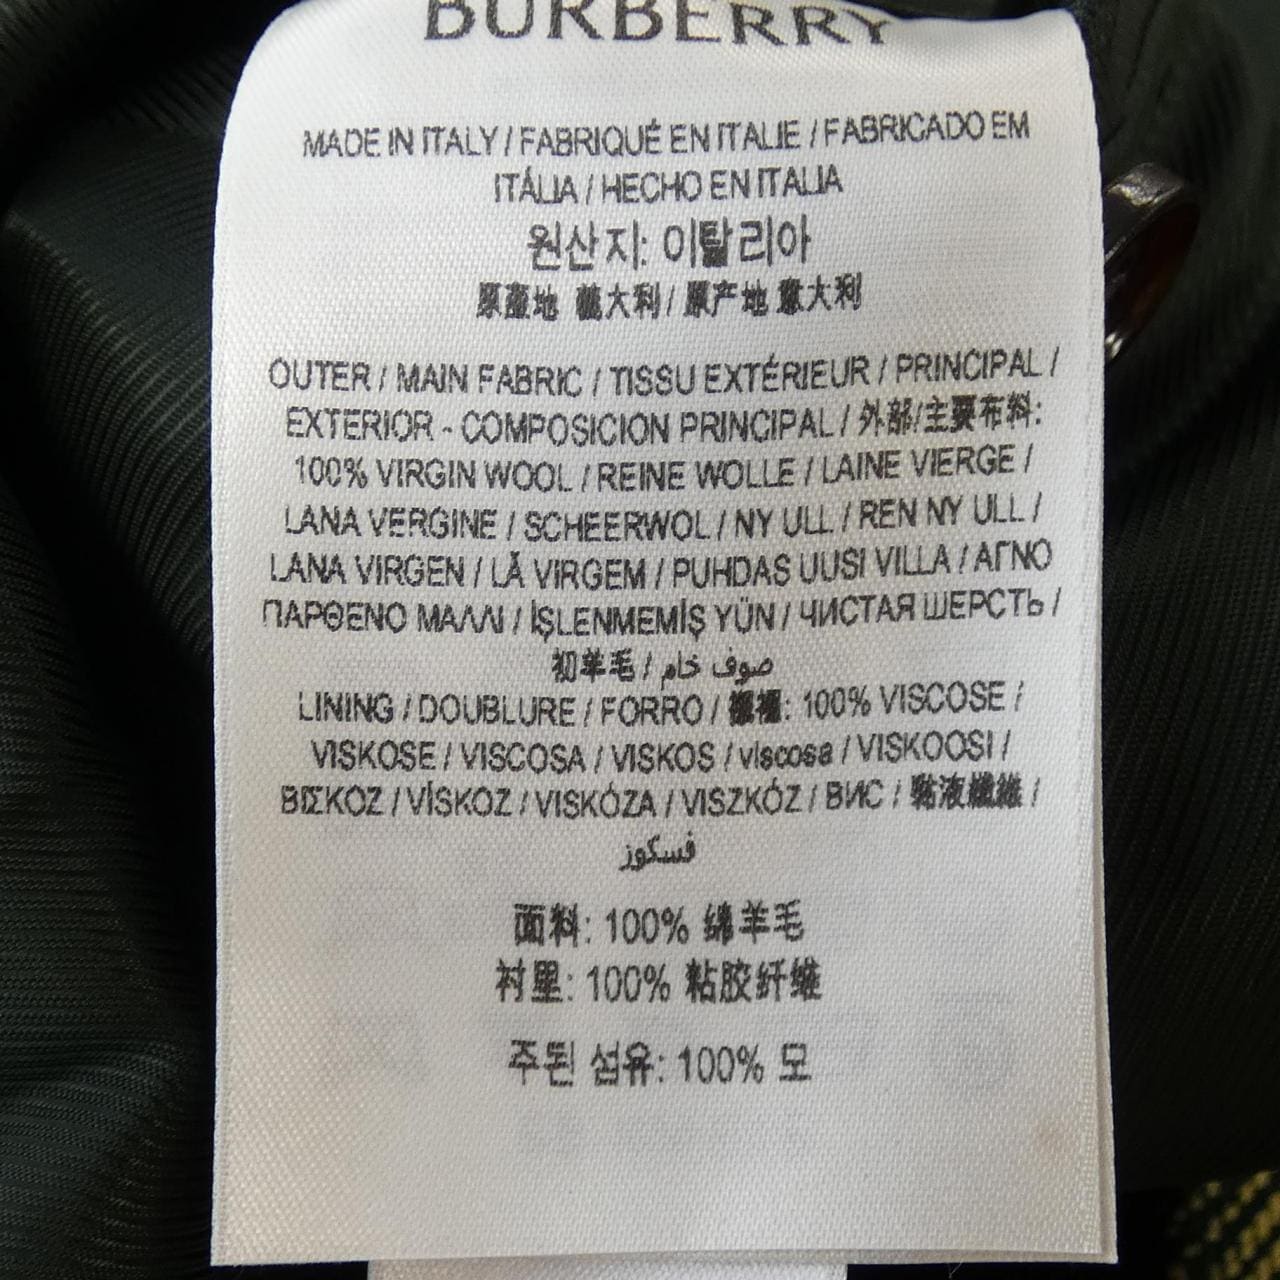 BURBERRY
MADE IN ITALY / FABRIQUÉ EN ITALIE / FABRICADO EM
ITÁLIA / HECHO EN ITALIA
원산지: 이탈리아
原產地 義大利 / 原产地 意大利
OUTER / MAIN FABRIC / TISSU EXTÉRIEUR / PRINCIPAL /
EXTERIOR - COMPOSICION PRINCIPAL / 外部/主要布料:
100% VIRGIN WOOL / REINE WOLLE / LAINE VIERGE /
LANA VERGINE / SCHEERWOL / NY ULL / REN NY ULL /
LANA VIRGEN / LÃ VIRGEM / PUHDAS UUSI VILLA / ΑΓΝΟ
ΠΑΡΘΕΝΟ ΜΑΛΛΙ / İŞLENMEMİŞ YÜN / ЧИСТАЯ ШЕРСТЬ /
初羊毛 / صوف خام
LINING / DOUBLURE / FORRO / 襯裡: 100% VISCOSE /
VISKOSE / VISCOSA / VISKOS / viscosa / VISKOOSI /
ΒΙΣΚΟΖ / VİSKOZ / VISKÓZA / VISZKÓZ / ВИС / 黏液纖維 /
فسكوز
面料: 100% 绵羊毛
衬里: 100% 粘胶纤维
주된 섬유: 100% 모